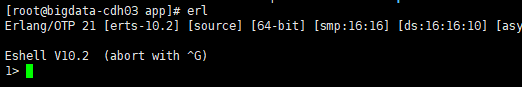 [root@bigdata-cdh03 app]# erl
Erlang/OTP 21 [erts-10.2] [source] [64-bit] [smp:16:16] [ds:16:16:10] [asy
Eshell V10.2  (abort with ^G)
1>